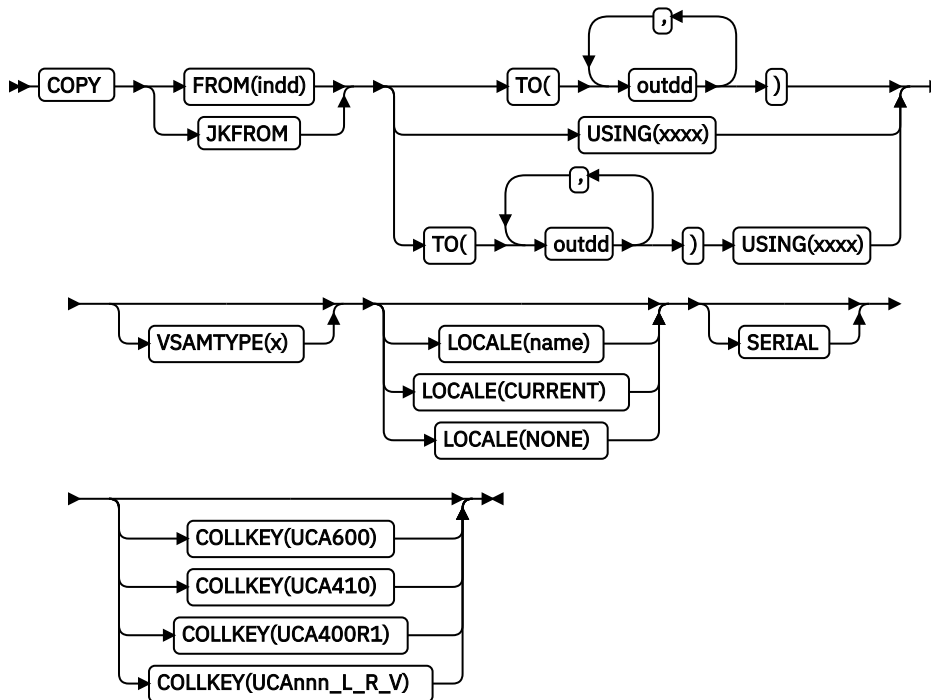 ,
COPY FROM(indd) TO( outdd )
JKFROM USING(xxxx)
,
TO( outdd ) USING(xxxx)
VSAMTYPE(x) LOCALE(name) SERIAL
LOCALE(CURRENT)
LOCALE(NONE)
COLLKEY(UCA600)
COLLKEY(UCA410)
COLLKEY(UCA400R1)
COLLKEY(UCAnnn_L_R_V)